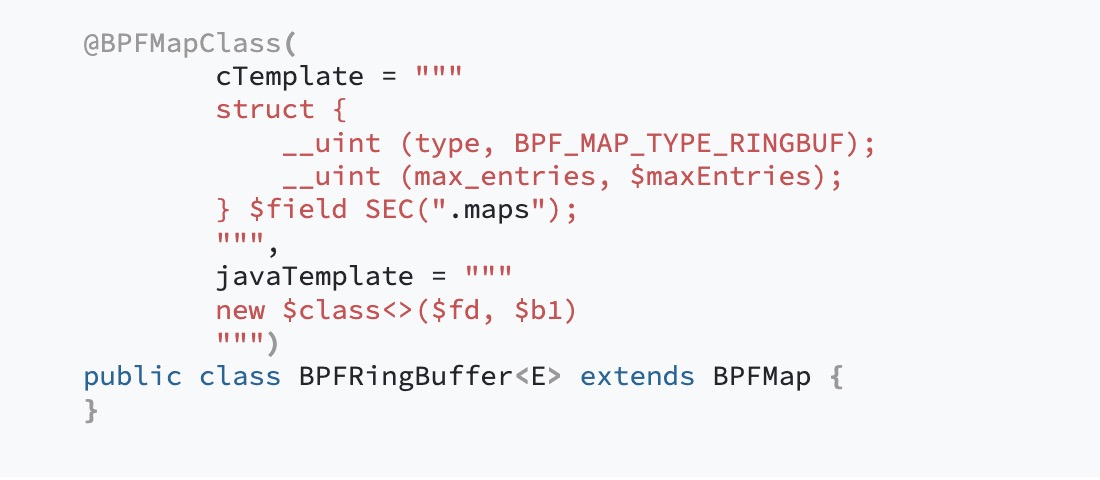 @BPFMapClass(
        cTemplate = """
        struct {
            __uint (type, BPF_MAP_TYPE_RINGBUF);
            __uint (max_entries, $maxEntries);
        } $field SEC(".maps");
        """,
        javaTemplate = """
        new $class<>($fd, $b1)
        """)
public class BPFRingBuffer<E> extends BPFMap {
}